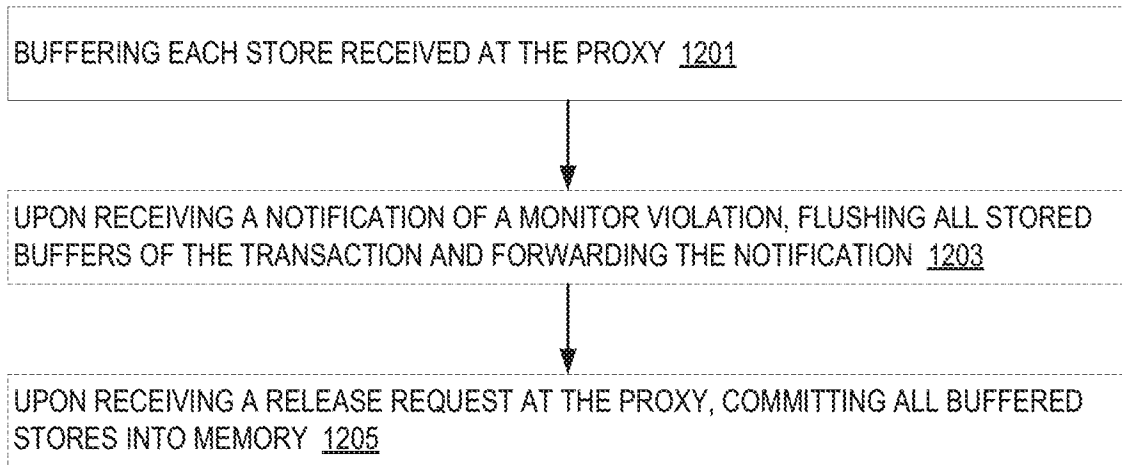 BUFFERING EACH STORE RECEIVED AT THE PROXY 1201
UPON RECEIVING A NOTIFICATION OF A MONITOR VIOLATION, FLUSHING ALL STORED
BUFFERS OF THE TRANSACTION AND FORWARDING THE NOTIFICATION 1203
UPON RECEIVING A RELEASE REQUEST AT THE PROXY, COMMITTING ALL BUFFERED
STORES INTO MEMORY 1205